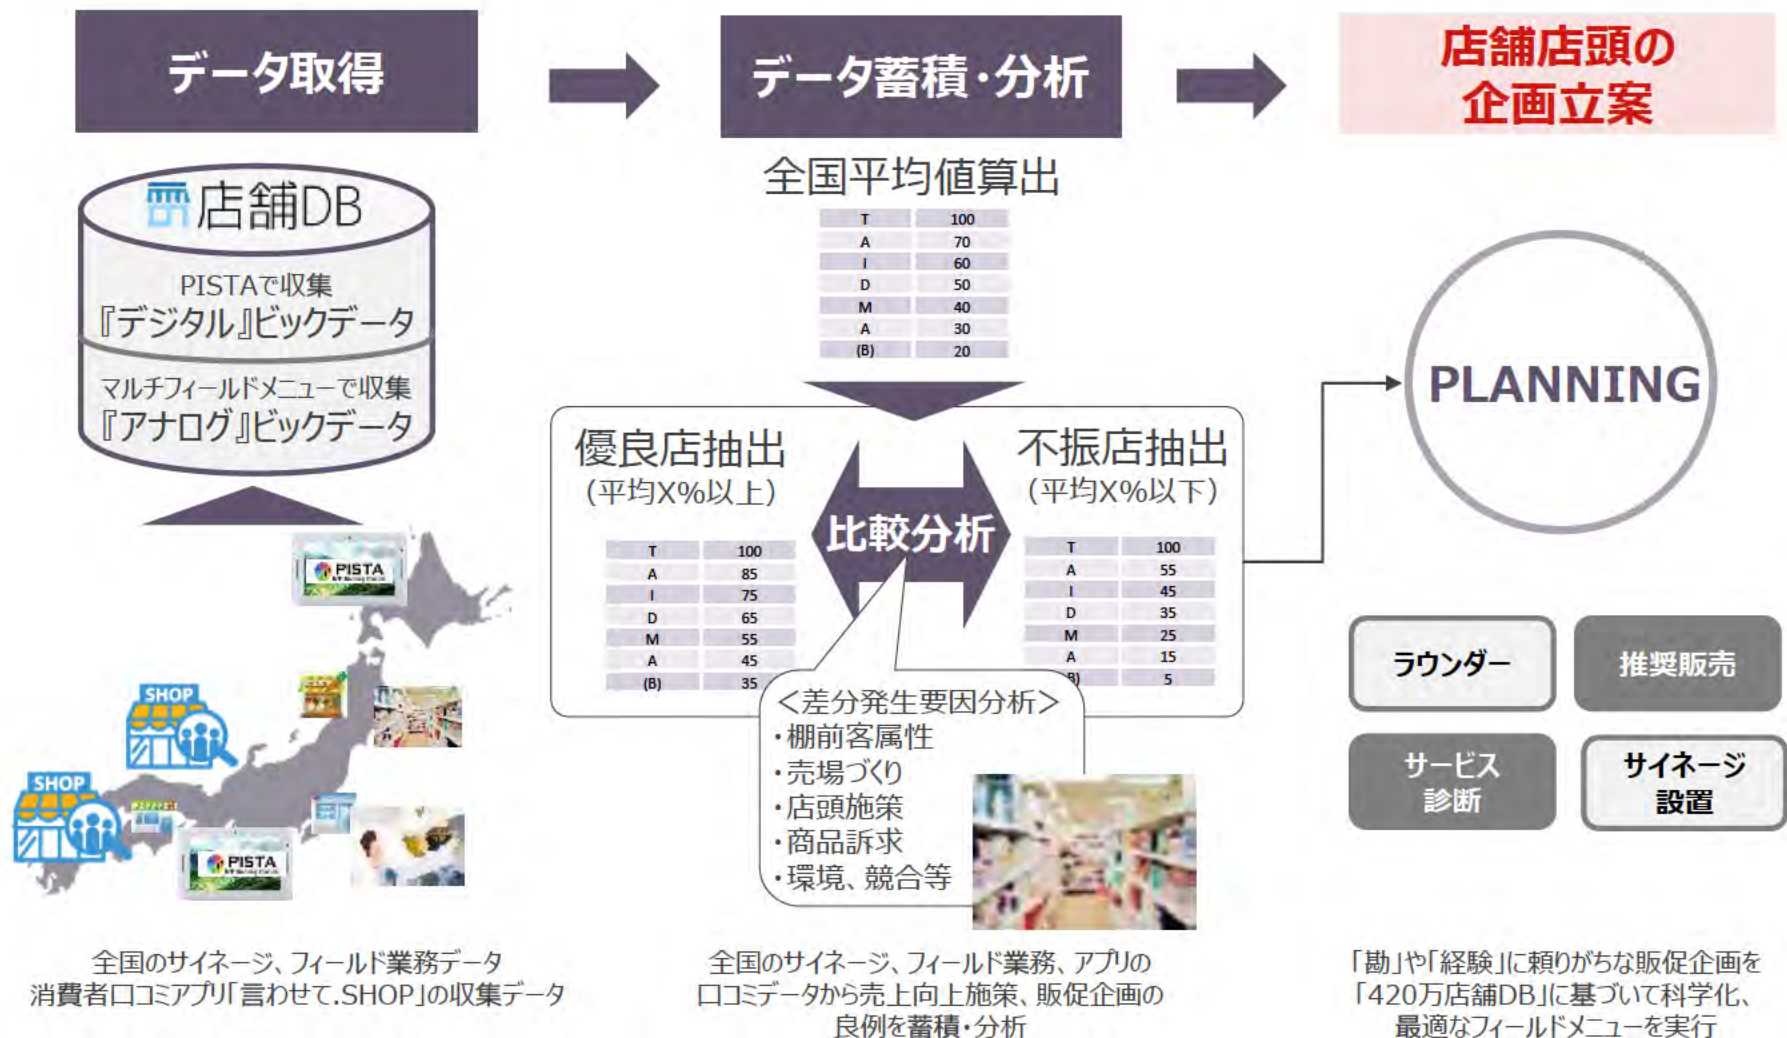 データ取得
データ蓄積・分析
店舗店頭の
企画立案
店舗DB
PISTAで収集
『デジタル』ビックデータ
マルチフィールドメニューで収集
『アナログ』ビックデータ
PISTA
SHOP
SHOP
PISTA
全国のサイネージ、フィールド業務データ
消費者口コミアプリ「言わせて.SHOP」の収集データ
全国平均値算出
T 100
A 70
I 60
D 50
M 40
A 30
(B) 20
優良店抽出
(平均X%以上)
T 100
A 85
I 75
D 65
M 55
A 45
(B) 35
比較分析
不振店抽出
(平均X%以下)
T 100
A 55
I 45
D 35
M 25
A 15
B) 5
＜差分発生要因分析＞
・棚前客属性
・売場づくり
・店頭施策
・商品訴求
・環境、競合等
全国のサイネージ、フィールド業務、アプリの
口コミデータから売上向上施策、販促企画の
良例を蓄積・分析
PLANNING
ラウンダー
推奨販売
サービス
診断
サイネージ
設置
「勘」や「経験」に頼りがちな販促企画を
「420万店舗DB」に基づいて科学化、
最適なフィールドメニューを実行